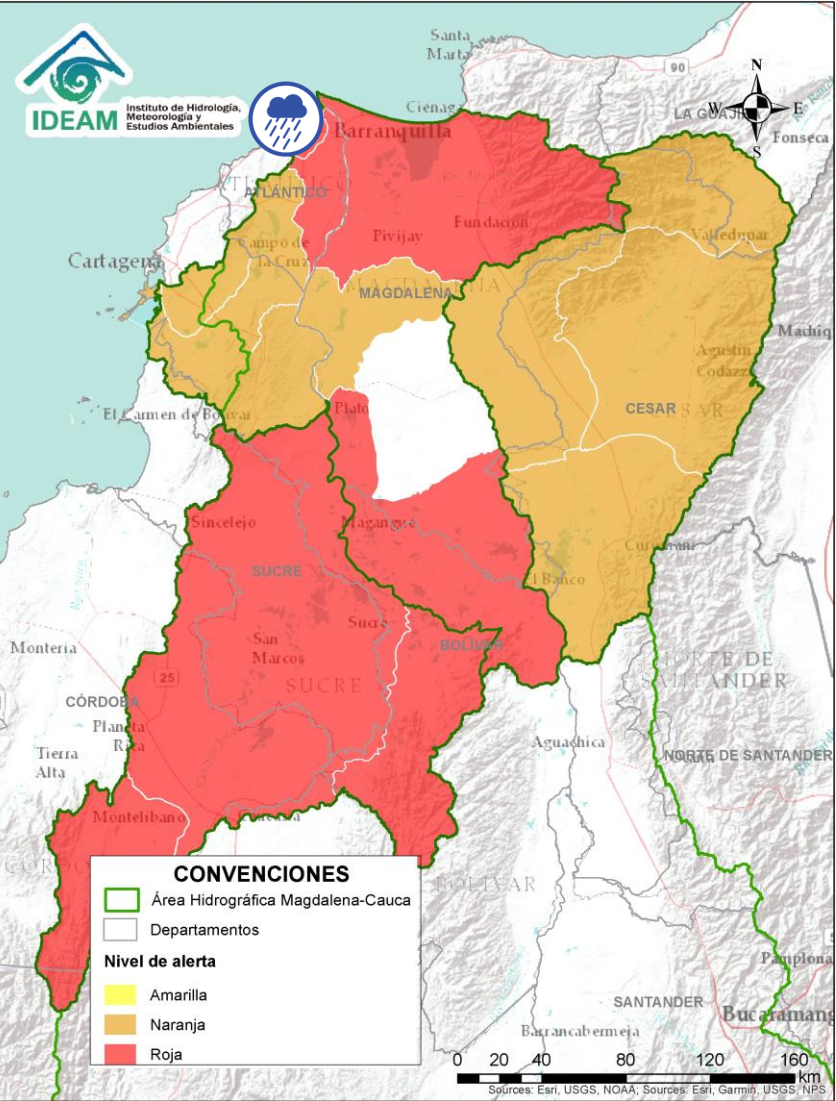 IDEAM
Instituto de Hidrología,
Meteorología y
Estudios Ambientales
Santa
Marta
90
N
W E
S
Ciénaga
LA GUAJIRA
Barranquilla
Fonseca
ATLÁNTICO
Campo de
la Cruz
Pivijay
Fundación
Valledupar
Cartagena
MAGDALENA
Machiq
Agustín
Codazzi
El Carmen de Bolívar
Plato
CESAR
CESAR
Sincelejo
Magangué
Curumaní
SUCRE
El Banco
Sucre
Montería
San
Marcos
BOLÍVAR
25
SUCRE
NORTE DE
SANTANDER
CÓRDOBA
Planeta
Rica
Aguachica
Tierra
Alta
NORTE DE SANTANDER
Montelíbano
BOLÍVAR
CONVENCIONES
Área Hidrográfica Magdalena-Cauca
Departamentos
Nivel de alerta
Amarilla
Naranja
Roja
Pamplona
SANTANDER
Bucaramang
Barrancabermeja
0 20 40 80 120 160
km
Sources: Esri, USGS, NOAA; Sources: Esri, Garmin, USGS, NPS